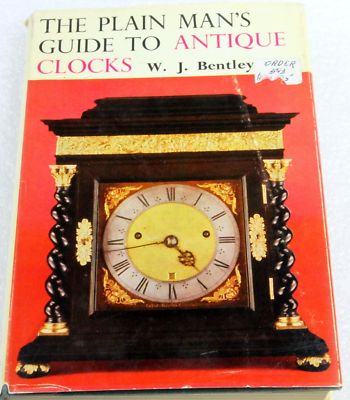 THE PLAIN MAN'S
GUIDE TO ANTIQUE
CLOCKS W. J. Bentley
ORDER